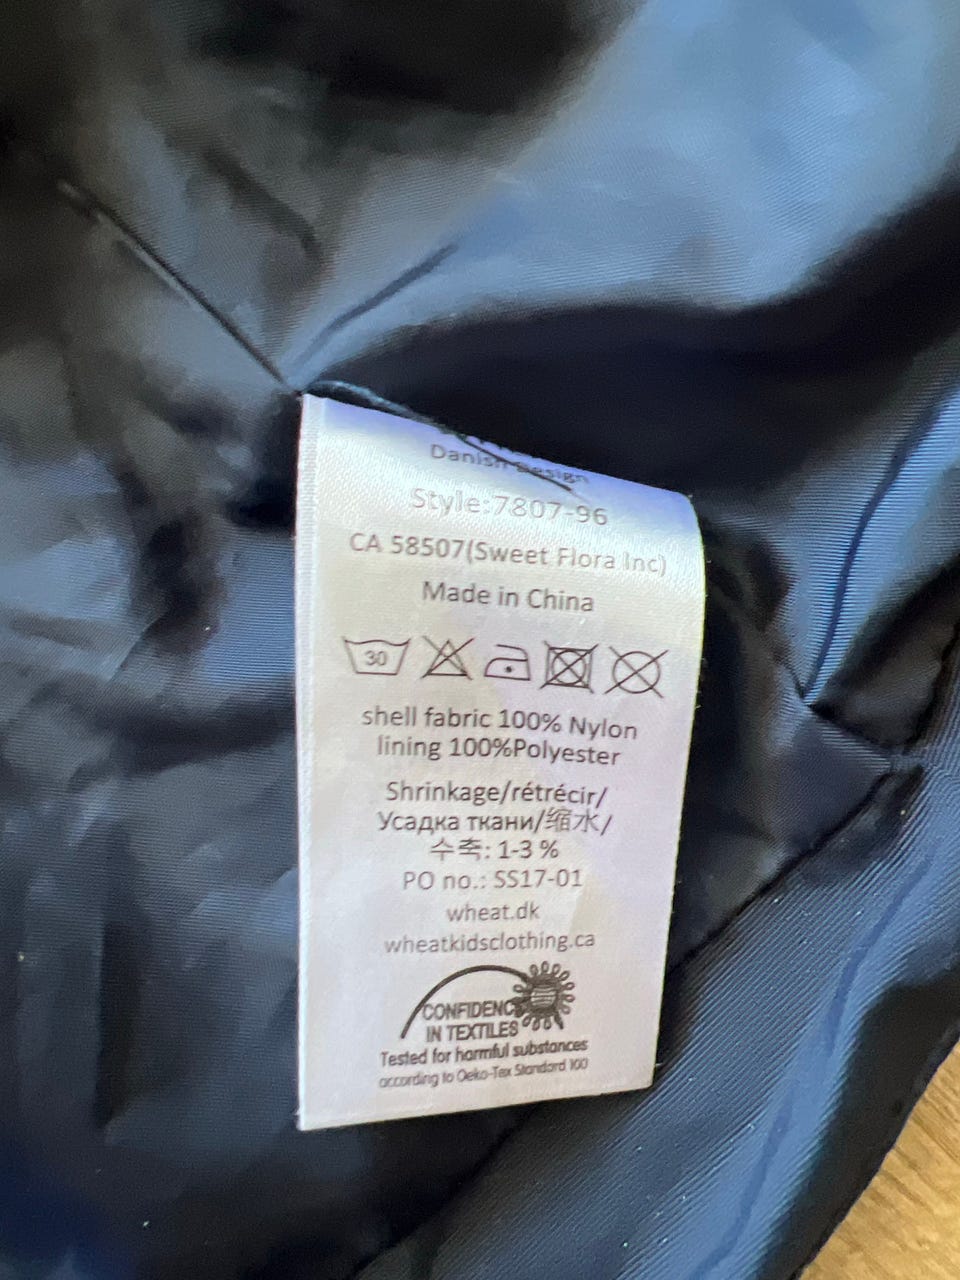 Danish Design
Style:7807-96
CA 58507(Sweet Flora Inc)
Made in China
30
shell fabric 100% Nylon
lining 100%Polyester
Shrinkage/rétrécir/
Усадка ткани/缩水/
수축: 1-3 %
PO no.: SS17-01
wheat.dk
wheatkidsclothing.ca
CONFIDENCE
IN TEXTILES
Tested for harmful substances
according to Oeko-Tex Standard 100